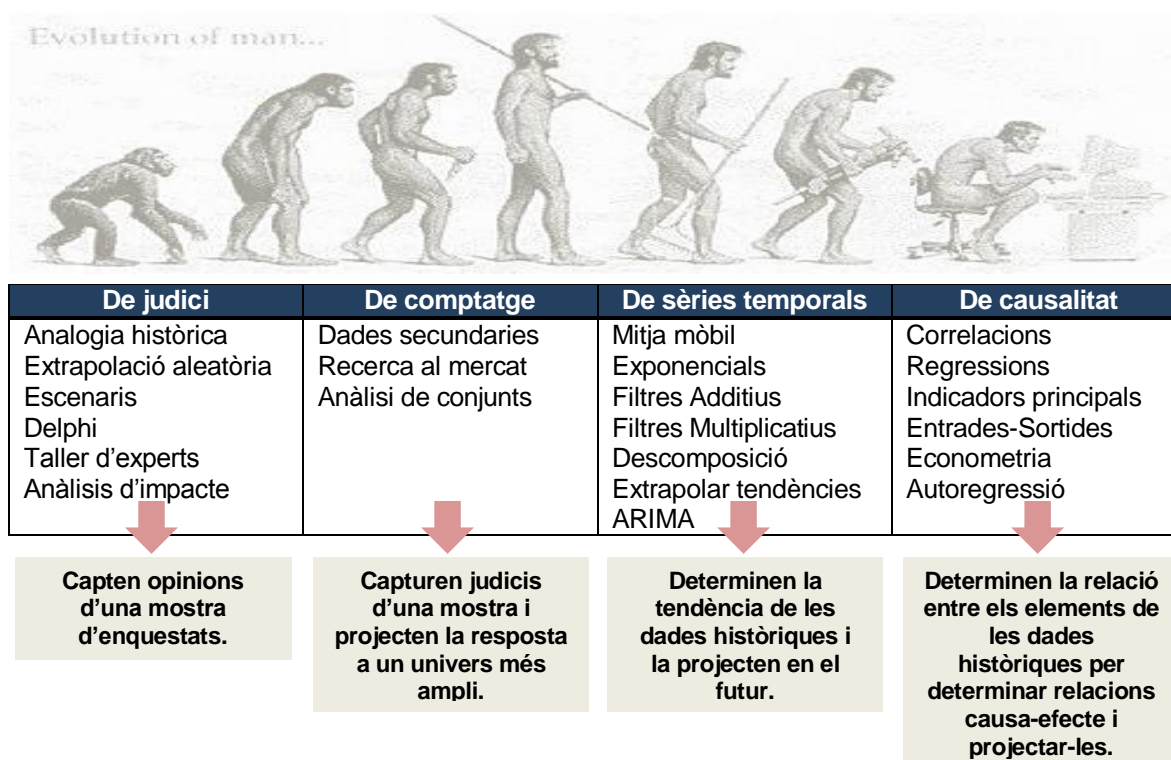 Evolution of man...
De judici
De comptatge
De sèries temporals
De causalitat
Analogia històrica
Extrapolació aleatòria
Escenaris
Delphi
Taller d'experts
Anàlisis d'impacte
Dades secundaries
Recerca al mercat
Anàlisi de conjunts
Mitja mòbil
Exponencials
Filtres Additius
Filtres Multiplicatius
Descomposició
Extrapolar tendències
ARIMA
Correlacions
Regressions
Indicadors principals
Entrades-Sortides
Econometria
Autoregressió
Capten opinions
d'una mostra
d'enquestats.
Capturen judicis
d'una mostra i
projecten la resposta
a un univers més
ampli.
Determinen la
tendència de les
dades històriques i
la projecten en el
futur.
Determinen la relació
entre els elements de
les dades
històriques per
determinar relacions
causa-efecte i
projectar-les.